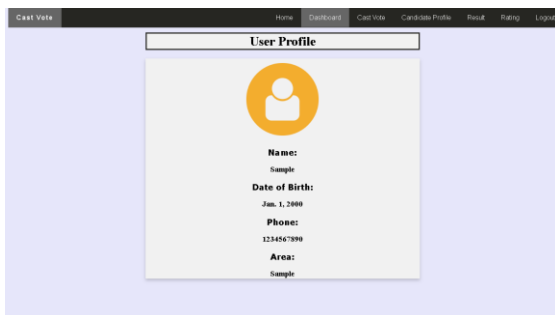 Cast Vote Home Dashboard Cast Vote Candidate Profile Result Rating Logout
User Profile
Name:
Sample
Date of Birth:
Jan. 1, 2000
Phone:
1234567890
Area:
Sample